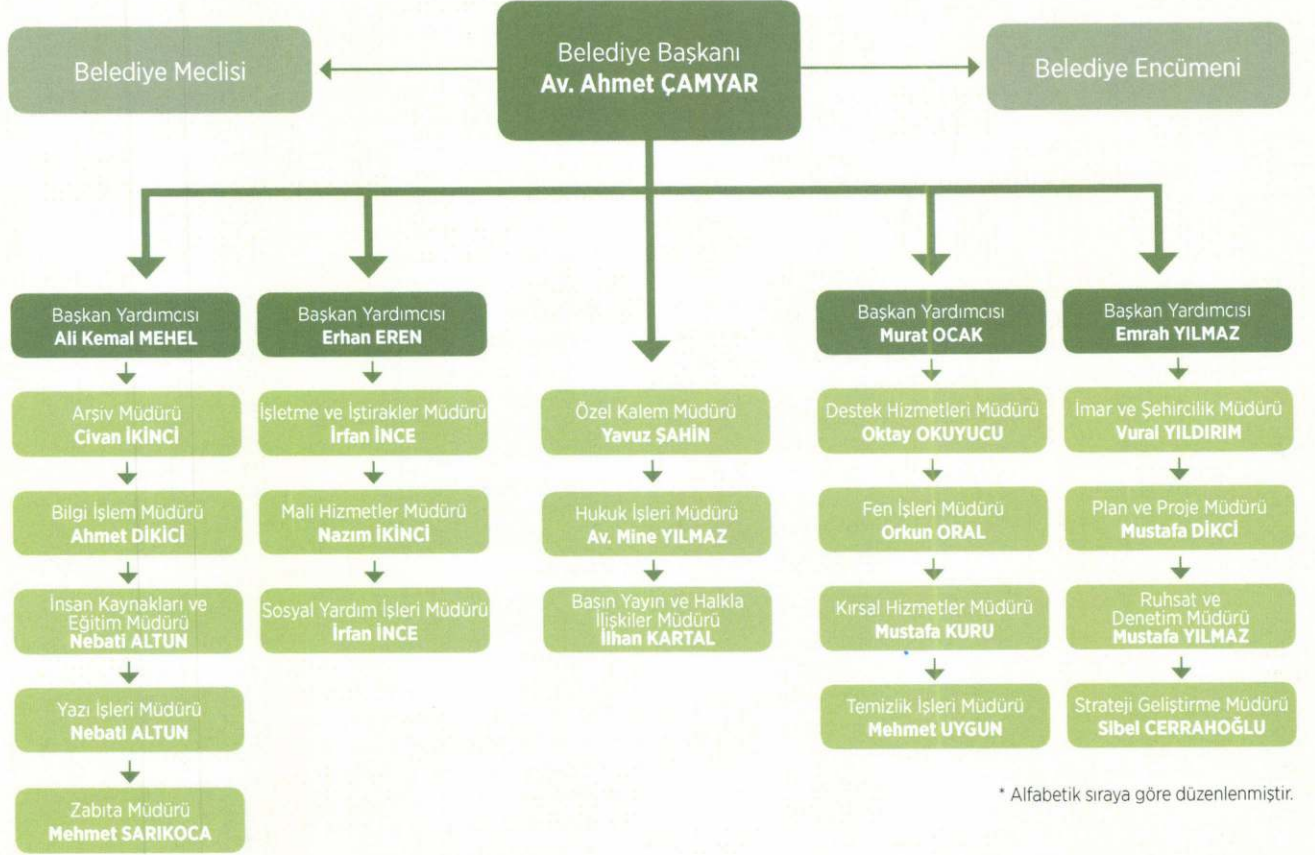 Belediye Meclisi
Belediye Başkanı
Av. Ahmet ÇAMYAR
Belediye Encümeni
Başkan Yardımcısı
Ali Kemal MEHEL
Arşiv Müdürü
Civan İKİNCİ
Bilgi İşlem Müdürü
Ahmet DİKİCİ
İnsan Kaynakları ve
Eğitim Müdürü
Nebati ALTUN
Yazı İşleri Müdürü
Nebati ALTUN
Zabıta Müdürü
Mehmet SARIKOCA
Başkan Yardımcısı
Erhan EREN
İşletme ve İştirakler Müdürü
İrfan İNCE
Mali Hizmetler Müdürü
Nazım İKİNCİ
Sosyal Yardım İşleri Müdürü
İrfan İNCE
Özel Kalem Müdürü
Yavuz ŞAHİN
Hukuk İşleri Müdürü
Av. Mine YILMAZ
Basın Yayın ve Halkla
İlişkiler Müdürü
İlhan KARTAL
Başkan Yardımcısı
Murat OCAK
Destek Hizmetleri Müdürü
Oktay OKUYUCU
Fen İşleri Müdürü
Orkun ORAL
Kırsal Hizmetler Müdürü
Mustafa KURU
Temizlik İşleri Müdürü
Mehmet UYGUN
Başkan Yardımcısı
Emrah YILMAZ
İmar ve Şehircilik Müdürü
Vural YILDIRIM
Plan ve Proje Müdürü
Mustafa DİKCİ
Ruhsat ve
Denetim Müdürü
Mustafa YILMAZ
Strateji Geliştirme Müdürü
Sibel CERRAHOĞLU
* Alfabetik sıraya göre düzenlenmiştir.